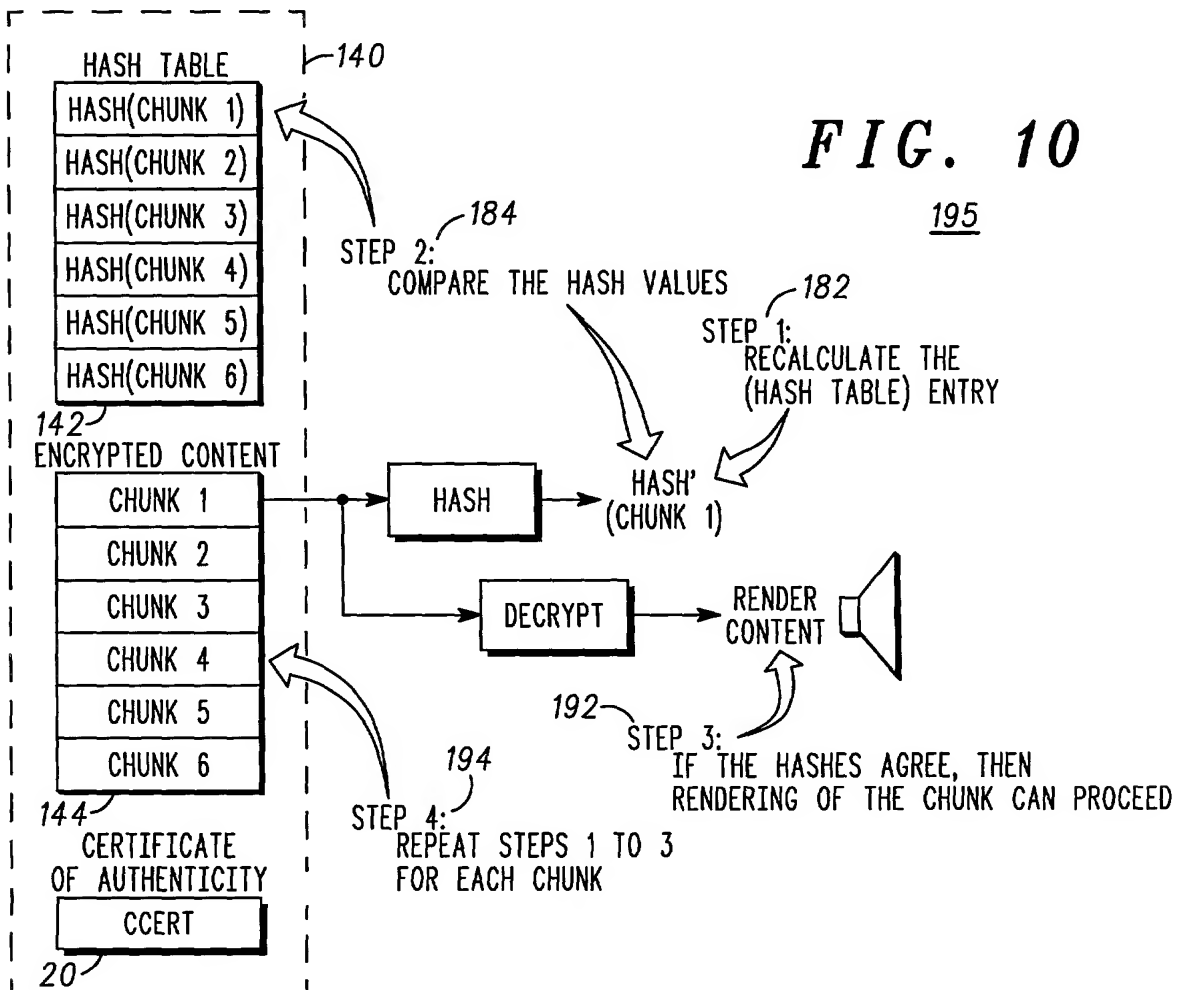 HASH TABLE
140
HASH(CHUNK 1)
HASH(CHUNK 2)
HASH(CHUNK 3)
HASH(CHUNK 4)
HASH(CHUNK 5)
HASH(CHUNK 6)
142
FIG. 10
195
STEP 2:
184
COMPARE THE HASH VALUES
182
STEP 1:
RECALCULATE THE
(HASH TABLE) ENTRY
ENCRYPTED CONTENT
CHUNK 1
CHUNK 2
CHUNK 3
CHUNK 4
CHUNK 5
CHUNK 6
144
HASH
HASH'
(CHUNK 1)
DECRYPT
RENDER
CONTENT
192
STEP 3:
IF THE HASHES AGREE, THEN
RENDERING OF THE CHUNK CAN PROCEED
194
STEP 4:
REPEAT STEPS 1 TO 3
FOR EACH CHUNK
CERTIFICATE
OF AUTHENTICITY
CCERT
20